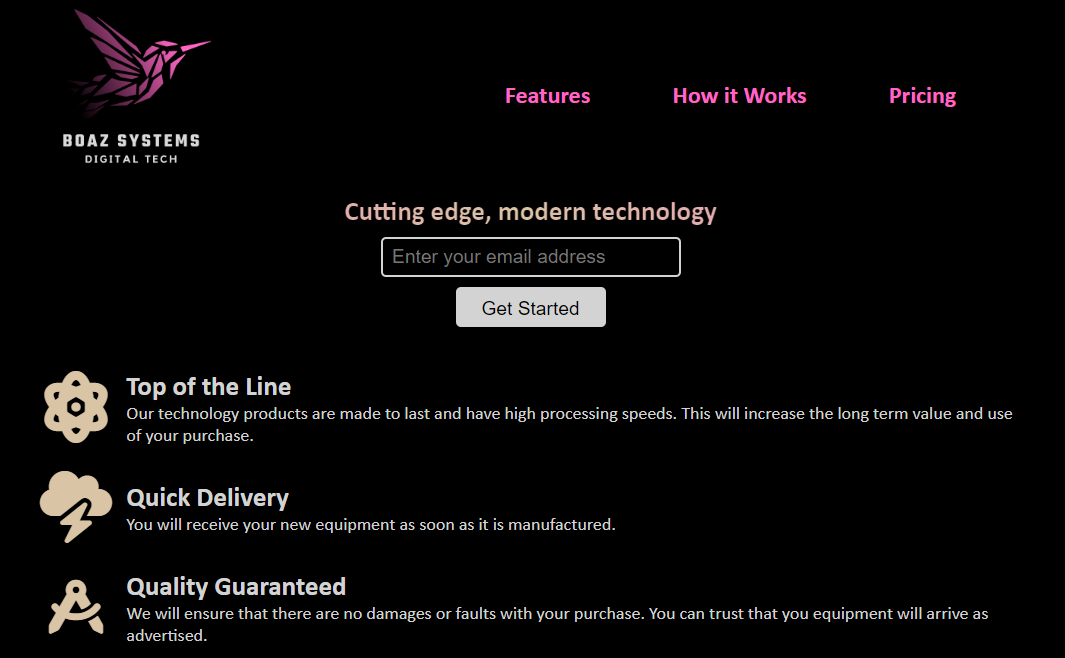 BOAZ SYSTEMS
DIGITAL TECH
Features How it Works Pricing
Cutting edge, modern technology
Enter your email address
Get Started
Top of the Line
Our technology products are made to last and have high processing speeds. This will increase the long term value and use
of your purchase.
Quick Delivery
You will receive your new equipment as soon as it is manufactured.
Quality Guaranteed
We will ensure that there are no damages or faults with your purchase. You can trust that you equipment will arrive as
advertised.